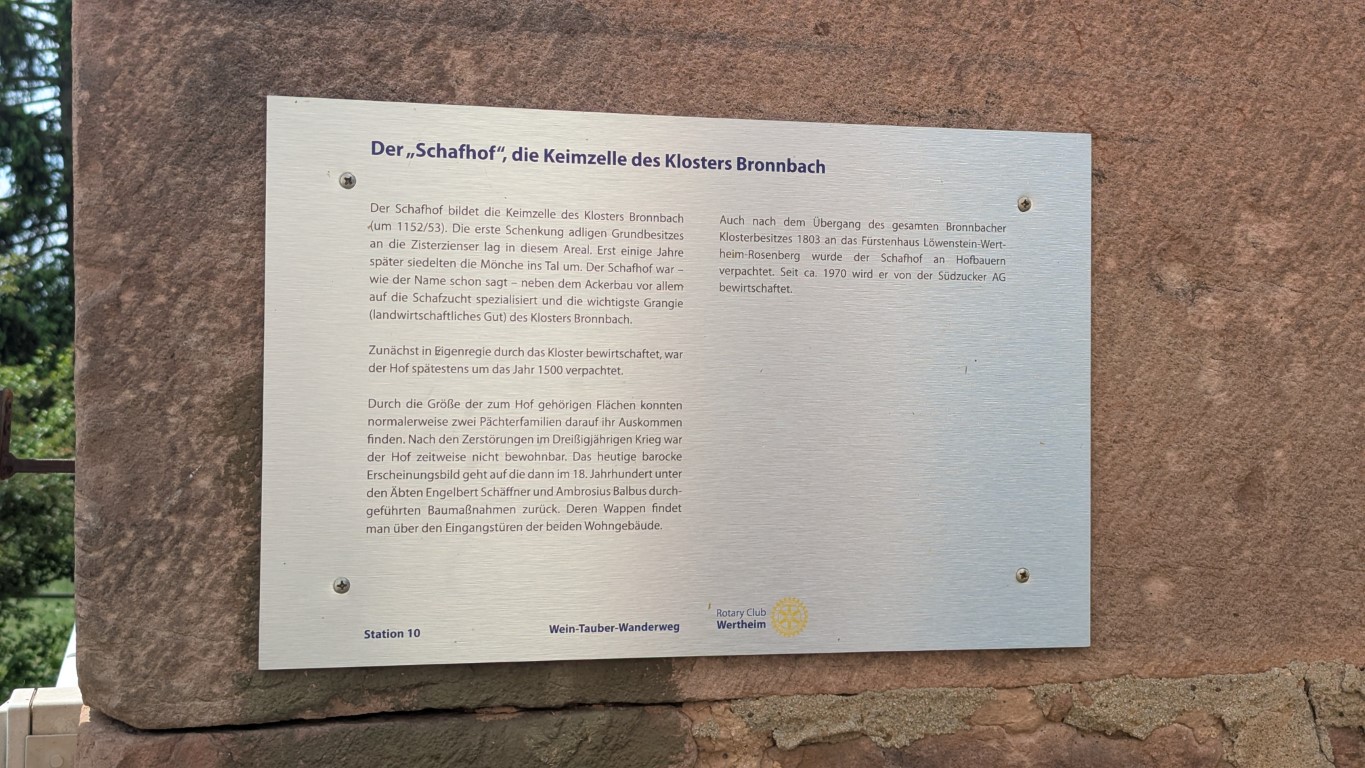 Der „Schafhof“, die Keimzelle des Klosters Bronnbach
Der Schafhof bildet die Keimzelle des Klosters Bronnbach
(um 1152/53). Die erste Schenkung adligen Grundbesitzes
an die Zisterzienser lag in diesem Areal. Erst einige Jahre
später siedelten die Mönche ins Tal um. Der Schafhof war –
wie der Name schon sagt – neben dem Ackerbau vor allem
auf die Schafzucht spezialisiert und die wichtigste Grangie
(landwirtschaftliches Gut) des Klosters Bronnbach.
Zunächst in Eigenregie durch das Kloster bewirtschaftet, war
der Hof spätestens um das Jahr 1500 verpachtet.
Durch die Größe der zum Hof gehörigen Flächen konnten
normalerweise zwei Pächterfamilien darauf ihr Auskommen
finden. Nach den Zerstörungen im Dreißigjährigen Krieg war
der Hof zeitweise nicht bewohnbar. Das heutige barocke
Erscheinungsbild geht auf die dann im 18. Jahrhundert unter
den Äbten Engelbert Schäffner und Ambrosius Balbus durch-
geführten Baumaßnahmen zurück. Deren Wappen findet
man über den Eingangstüren der beiden Wohngebäude.
Auch nach dem Übergang des gesamten Bronnbacher
Klosterbesitzes 1803 an das Fürstenhaus Löwenstein-Wert-
heim-Rosenberg wurde der Schafhof an Hofbauern
verpachtet. Seit ca. 1970 wird er von der Südzucker AG
bewirtschaftet.
Station 10
Wein-Tauber-Wanderweg
Rotary Club
Wertheim